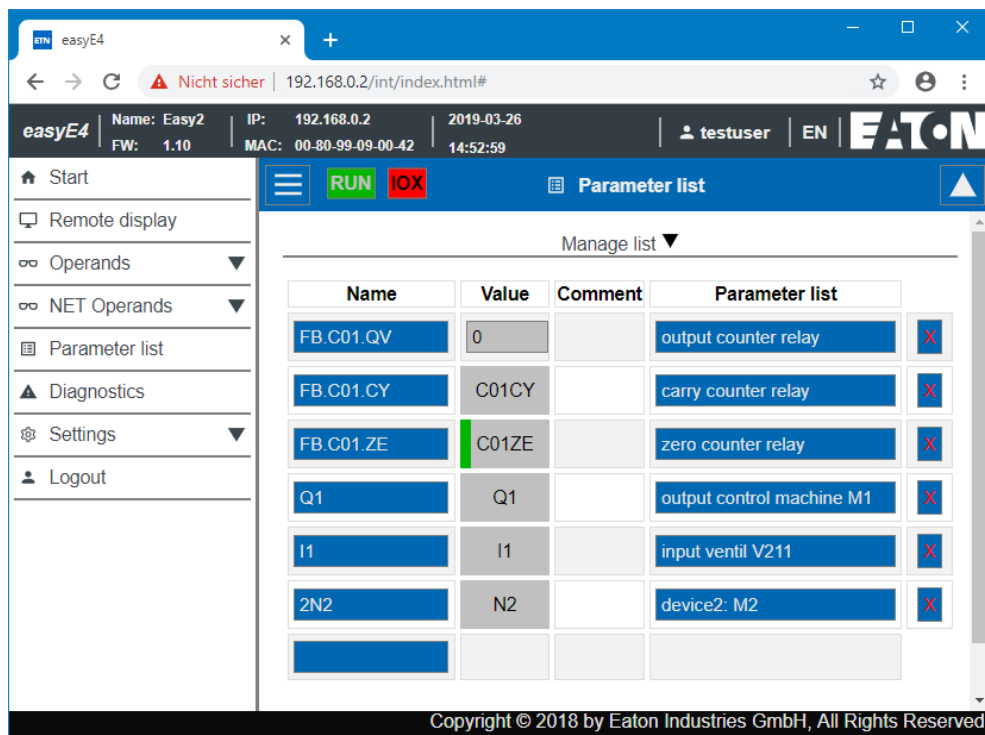 ETN easyE4
Nicht sicher 192.168.0.2/int/index.html#
easyE4 Name: Easy2 IP: 192.168.0.2 2019-03-26 testuser EN EATON
FW: 1.10 MAC: 00-80-99-09-00-42 14:52:59
Start
Remote display
Operands
NET Operands
Parameter list
Diagnostics
Settings
Logout
RUN IOX Parameter list
Manage list
Name Value Comment Parameter list
FB.C01.QV 0 output counter relay X
FB.C01.CY C01CY carry counter relay X
FB.C01.ZE C01ZE zero counter relay X
Q1 Q1 output control machine M1 X
I1 I1 input ventil V211 X
2N2 N2 device2: M2 X
Copyright © 2018 by Eaton Industries GmbH, All Rights Reserved